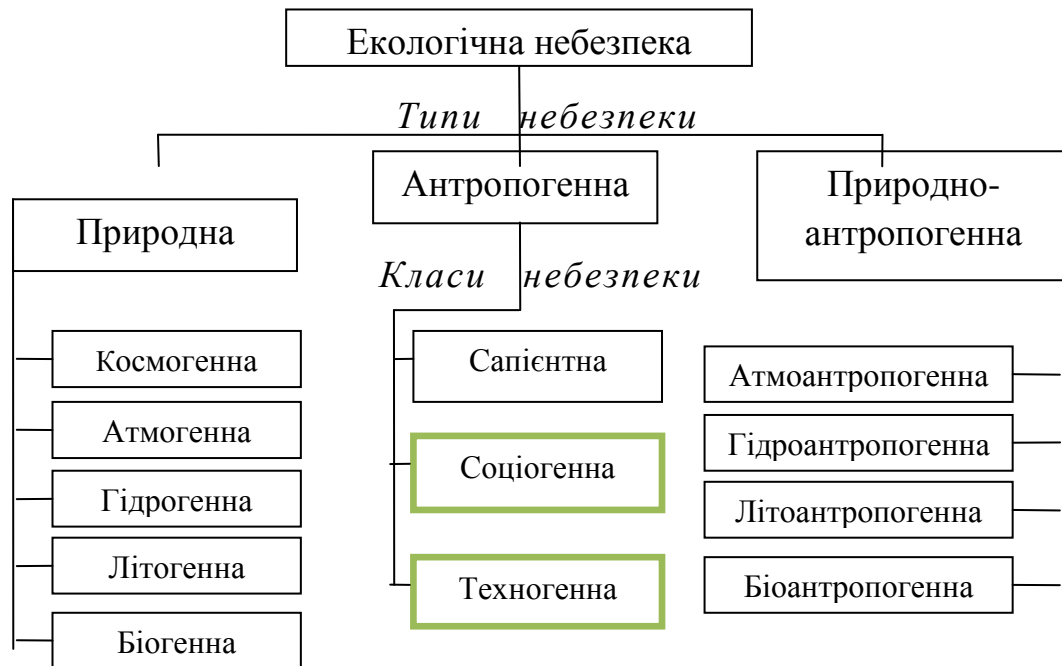 Екологічна небезпека
Типи небезпеки
Природна
Антропогенна
Природно-
антропогенна
Класи небезпеки
Космогенна
Атмогенна
Гідрогенна
Літогенна
Біогенна
Сапієнтна
Соціогенна
Техногенна
Атмоантропогенна
Гідроантропогенна
Літоантропогенна
Біоантропогенна